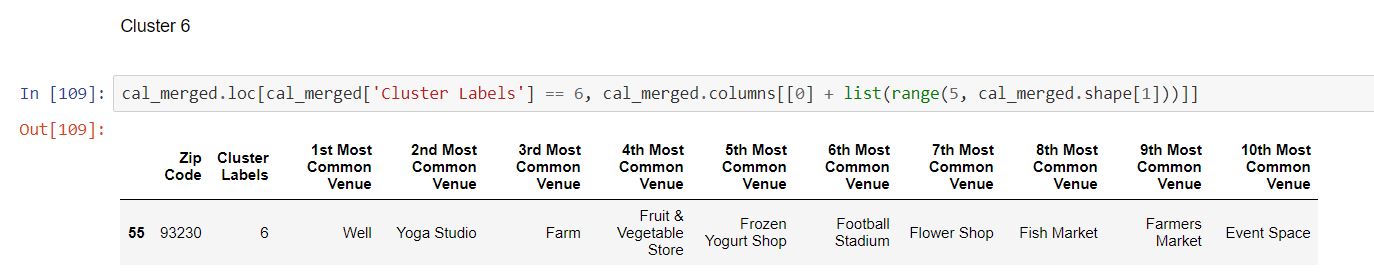 Cluster 6
In [109]: cal_merged.loc[cal_merged['Cluster Labels'] == 6, cal_merged.columns[[0] + list(range(5, cal_merged.shape[1]))]]
Out[109]:
Zip Code Cluster Labels 1st Most Common Venue 2nd Most Common Venue 3rd Most Common Venue 4th Most Common Venue 5th Most Common Venue 6th Most Common Venue 7th Most Common Venue 8th Most Common Venue 9th Most Common Venue 10th Most Common Venue
55 93230 6 Well Yoga Studio Farm Fruit & Vegetable Store Frozen Yogurt Shop Football Stadium Flower Shop Fish Market Farmers Market Event Space